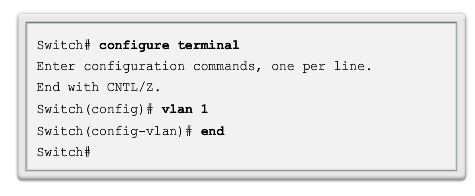 Switch# configure terminal
Enter configuration commands, one per line.
End with CNTL/Z.
Switch(config)# vlan 1
Switch(config-vlan)# end
Switch#